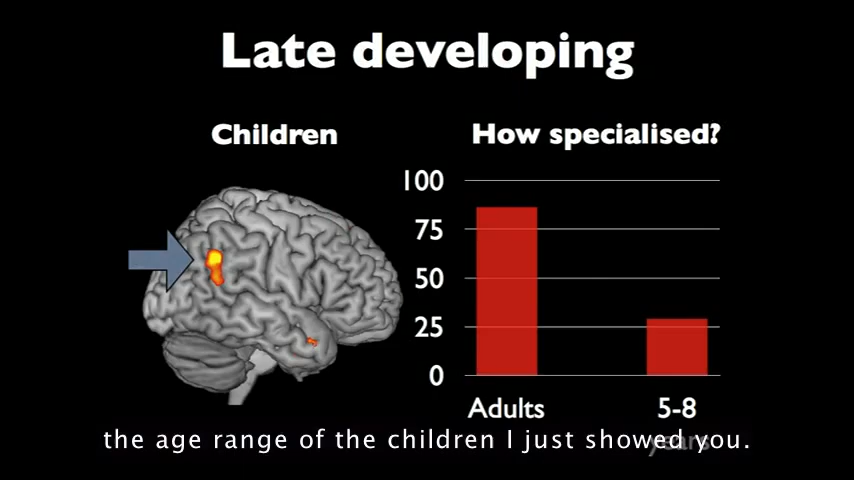 Late developing
Children
How specialised?
100
75
50
25
0
Adults
5-8
years
the age range of the children I just showed you.